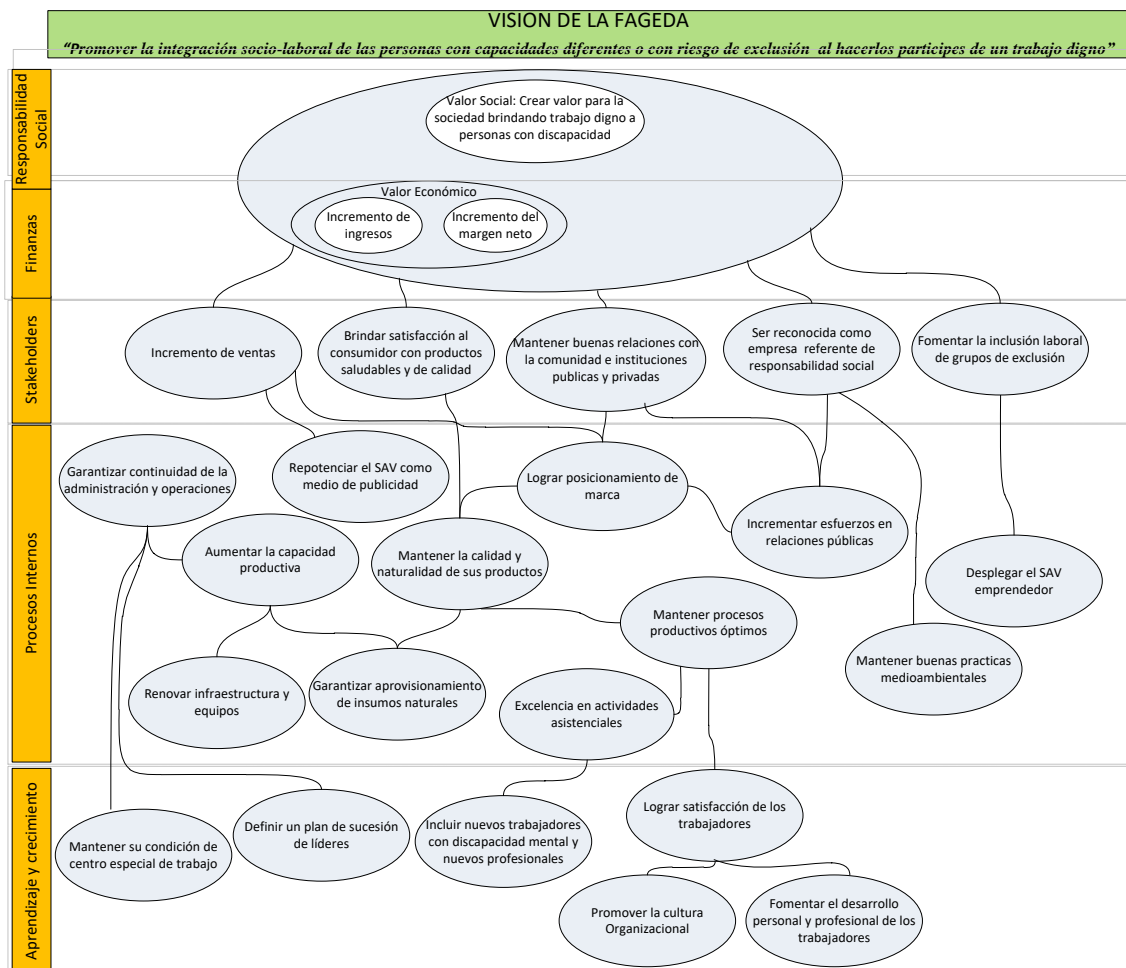 VISION DE LA FAGEDA
“Promover la integración socio-laboral de las personas con capacidades diferentes o con riesgo de exclusión al hacerlos participes de un trabajo digno”
Responsabilidad
Social
Valor Social: Crear valor para la
sociedad brindando trabajo digno a
personas con discapacidad
Finanzas
Valor Económico
Incremento de
ingresos
Incremento del
margen neto
Stakeholders
Incremento de ventas
Brindar satisfacción al
consumidor con productos
saludables y de calidad
Mantener buenas relaciones con
la comunidad e instituciones
publicas y privadas
Ser reconocida como
empresa referente de
responsabilidad social
Fomentar la inclusión laboral
de grupos de exclusión
Procesos Internos
Garantizar continuidad de la
administración y operaciones
Repotenciar el SAV como
medio de publicidad
Lograr posicionamiento de
marca
Incrementar esfuerzos en
relaciones públicas
Aumentar la capacidad
productiva
Mantener la calidad y
naturalidad de sus productos
Desplegar el SAV
emprendedor
Mantener procesos
productivos óptimos
Mantener buenas practicas
medioambientales
Renovar infraestructura y
equipos
Garantizar aprovisionamiento
de insumos naturales
Excelencia en actividades
asistenciales
Aprendizaje y crecimiento
Mantener su condición de
centro especial de trabajo
Definir un plan de sucesión
de líderes
Incluir nuevos trabajadores
con discapacidad mental y
nuevos profesionales
Lograr satisfacción de los
trabajadores
Promover la cultura
Organizacional
Fomentar el desarrollo
personal y profesional de los
trabajadores